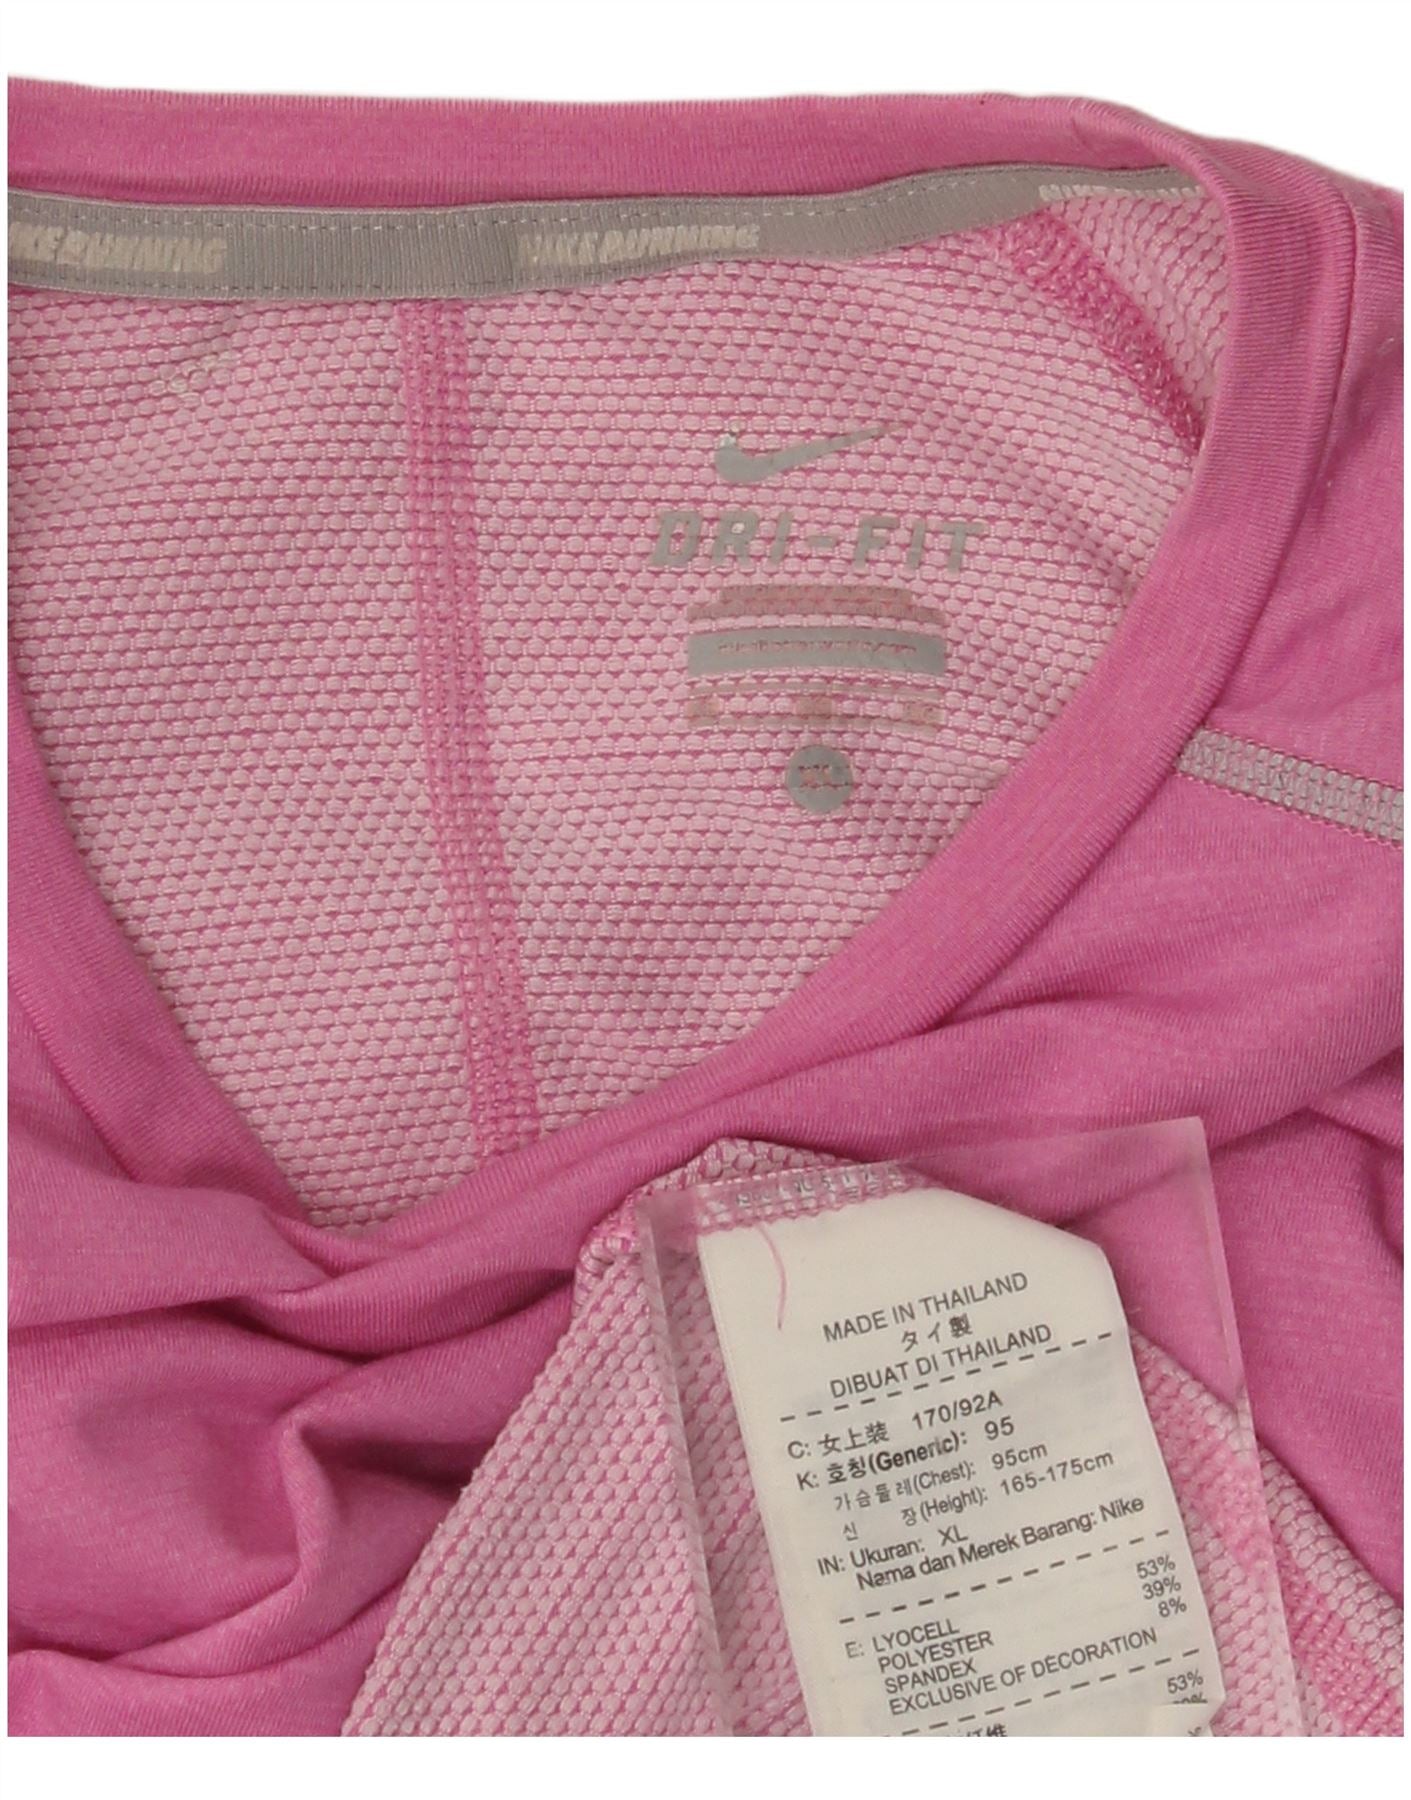 NIKE RUNNING
NIKE RUNNING
DRI-FIT
XL
MADE IN THAILAND
タイ製
DIBUAT DI THAILAND
C: 女上装 170/92A
K: 호칭(Generic): 95
가슴둘레(Chest): 95cm
신 장(Height): 165-175cm
IN: Ukuran: XL
Nama dan Merek Barang: Nike
E: LYOCELL 53%
POLYESTER 39%
SPANDEX 8%
EXCLUSIVE OF DECORATION
53%